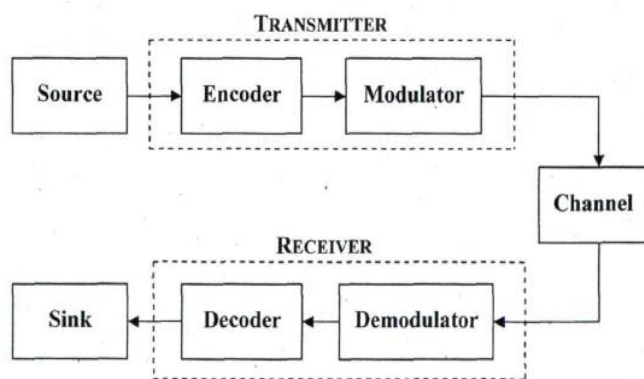 TRANSMITTER
Source
Encoder
Modulator
Channel
RECEIVER
Sink
Decoder
Demodulator